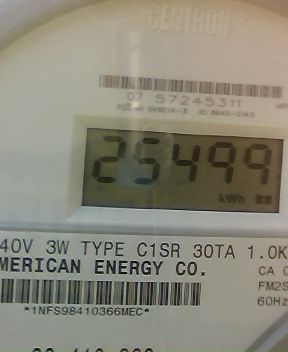 CENTRON
07 57245311
25499
kWh
40V 3W TYPE C1SR 30TA 1.0K
MERICAN ENERGY CO.
CA 0
FM2S
60Hz
*1NFS98410366MEC*